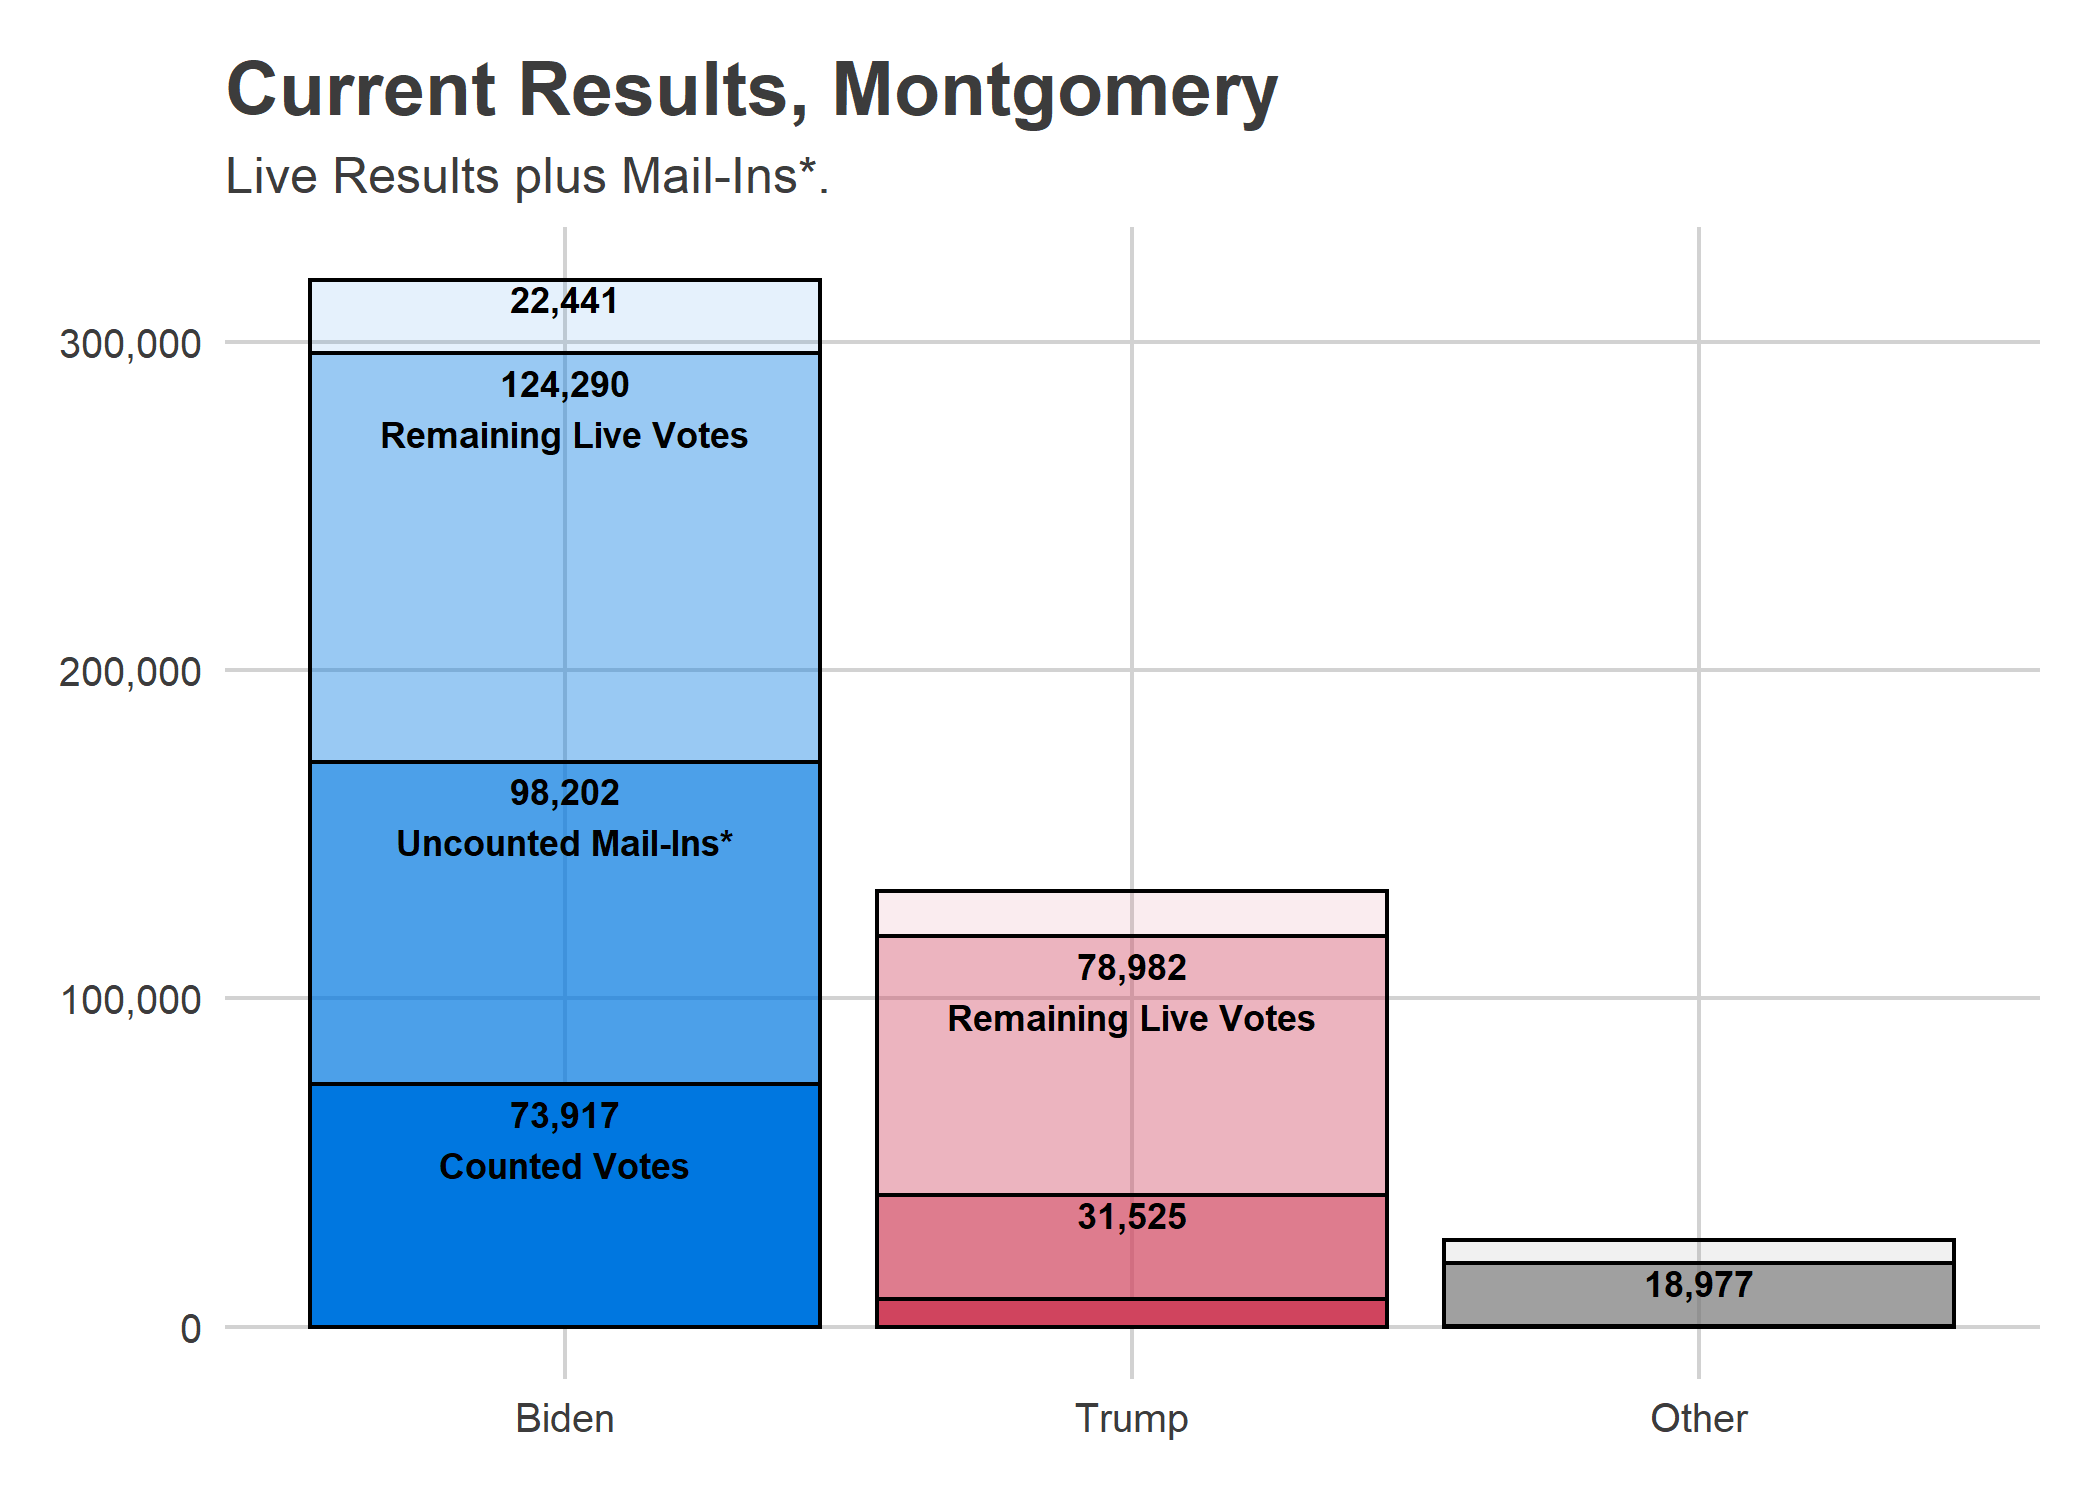 Current Results, Montgomery
Live Results plus Mail-Ins*.
300,000
200,000
100,000
0
22,441
124,290
Remaining Live Votes
98,202
Uncounted Mail-Ins*
73,917
Counted Votes
78,982
Remaining Live Votes
31,525
18,977
Biden
Trump
Other